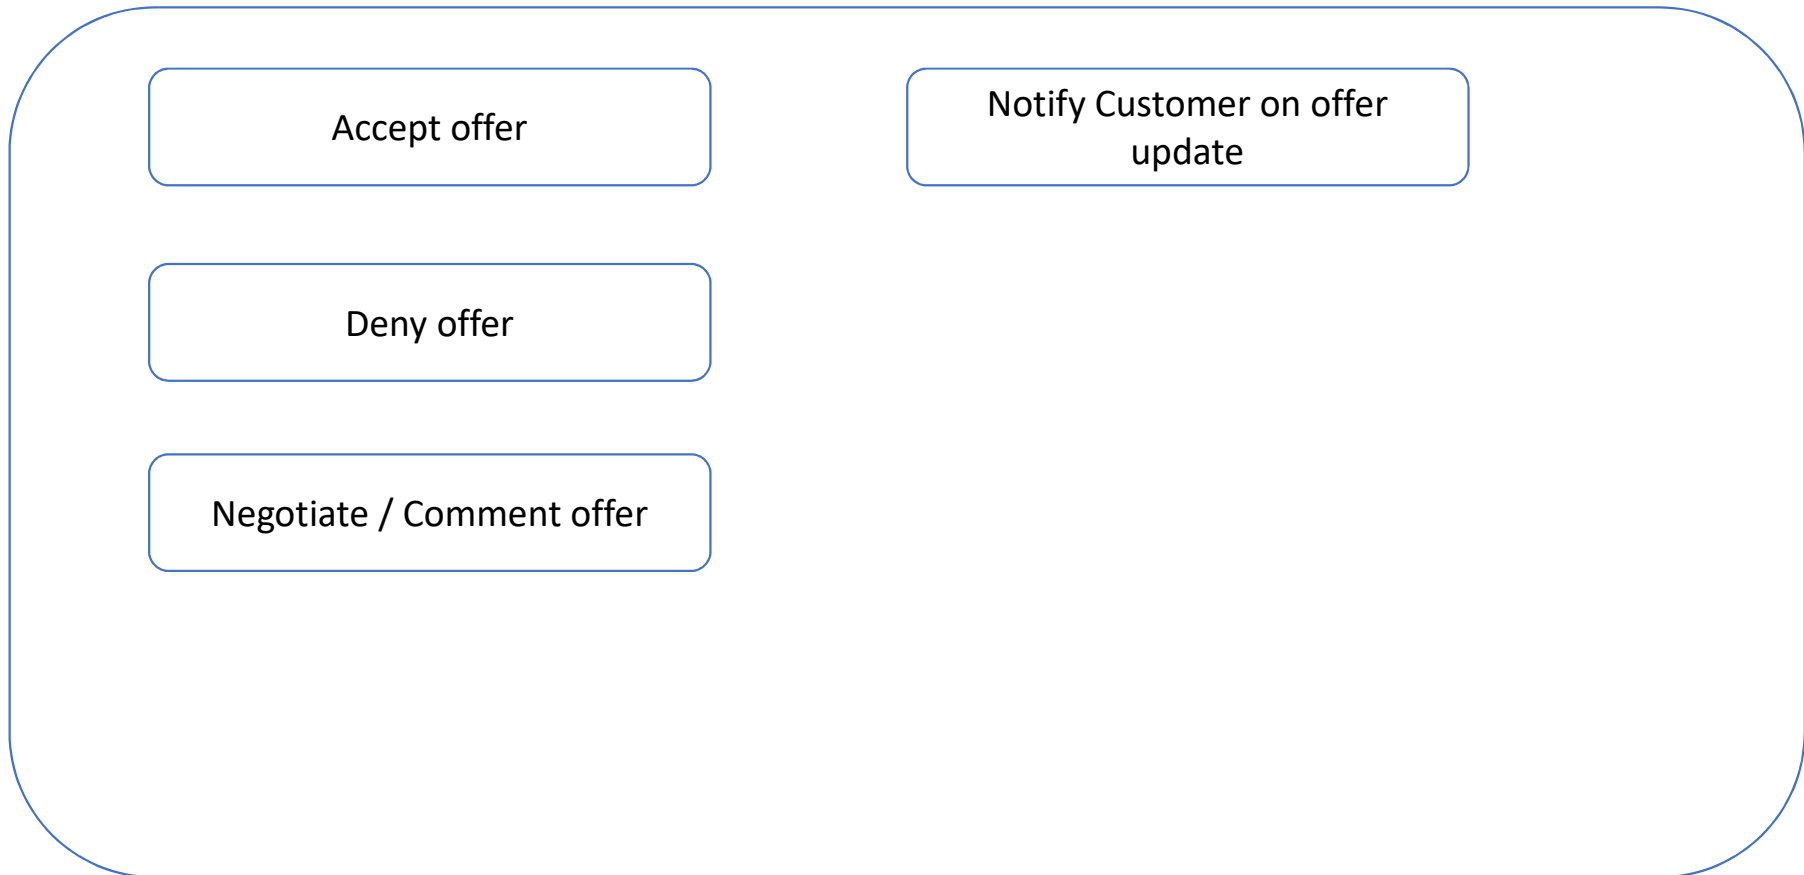 Accept offer
Notify Customer on offer
update
Deny offer
Negotiate / Comment offer